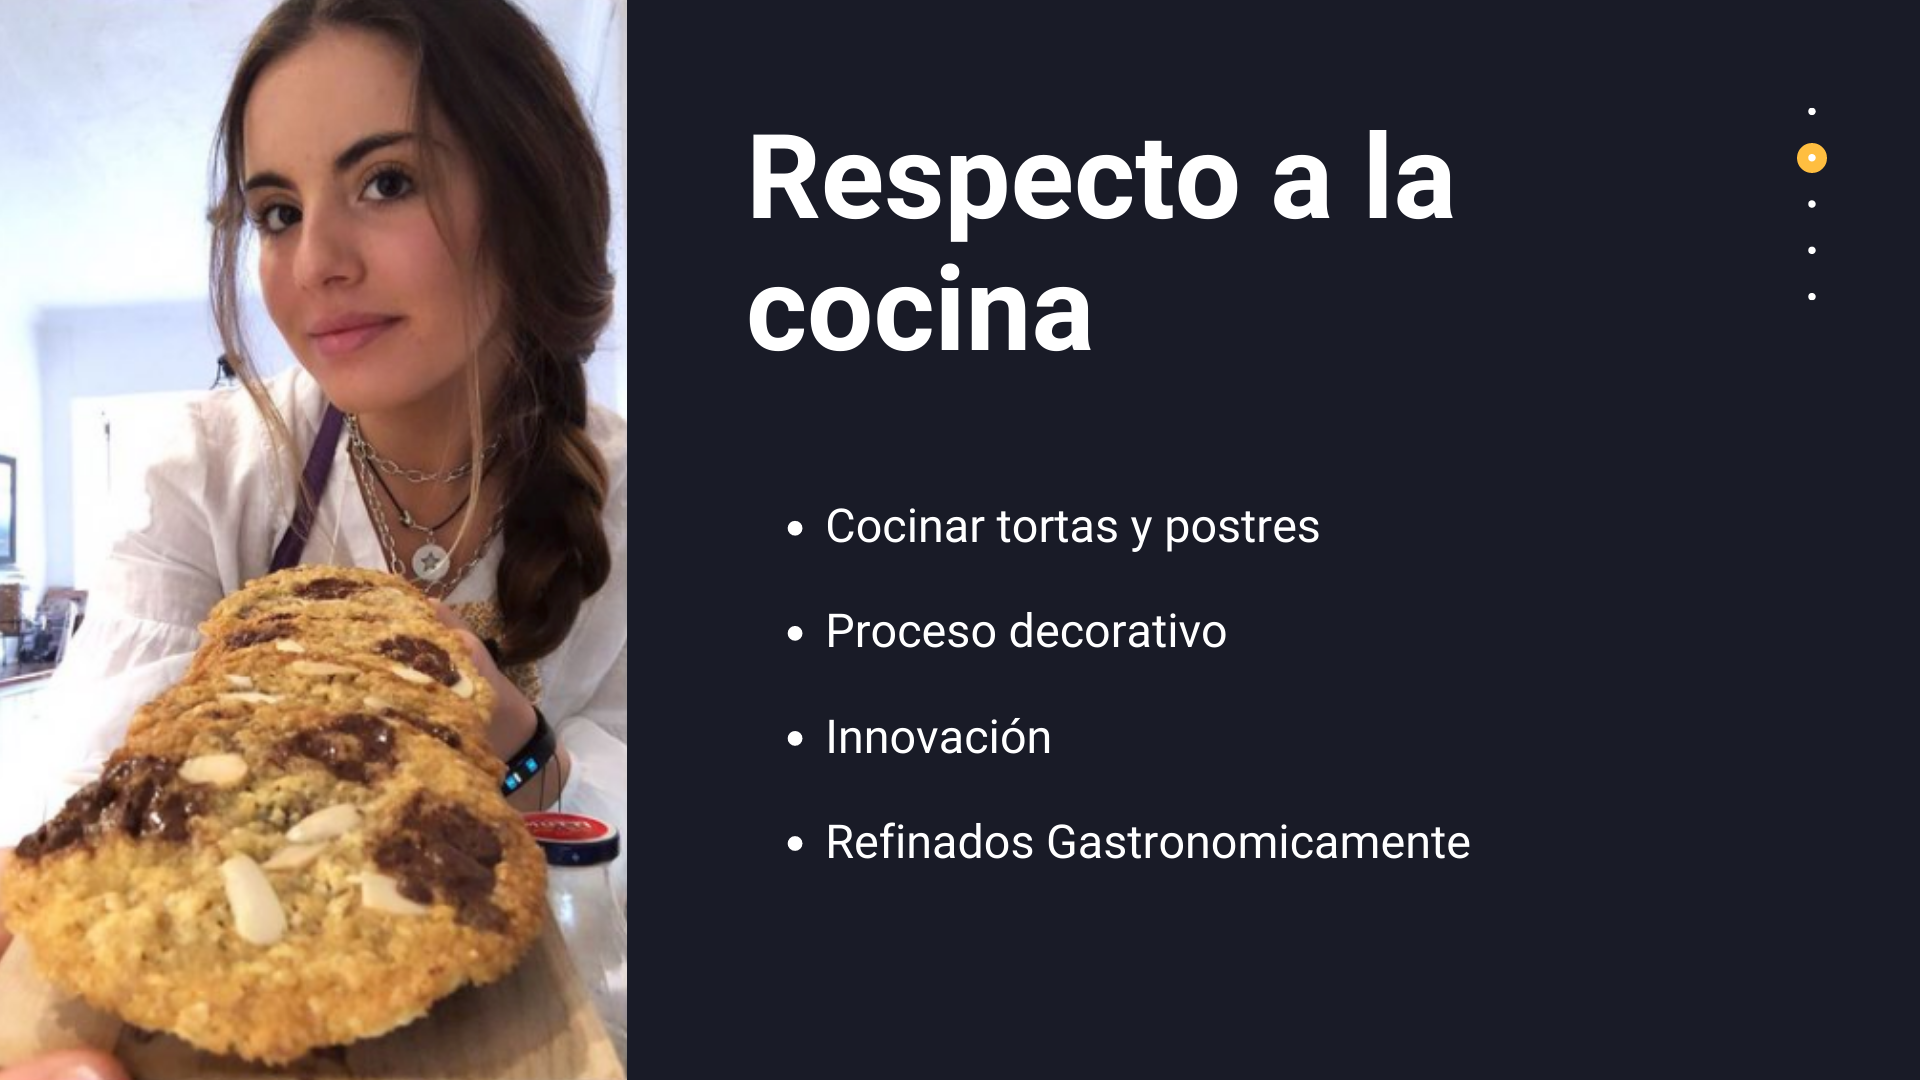 Respecto a la
cocina
• Cocinar tortas y postres
• Proceso decorativo
• Innovación
• Refinados Gastronomicamente